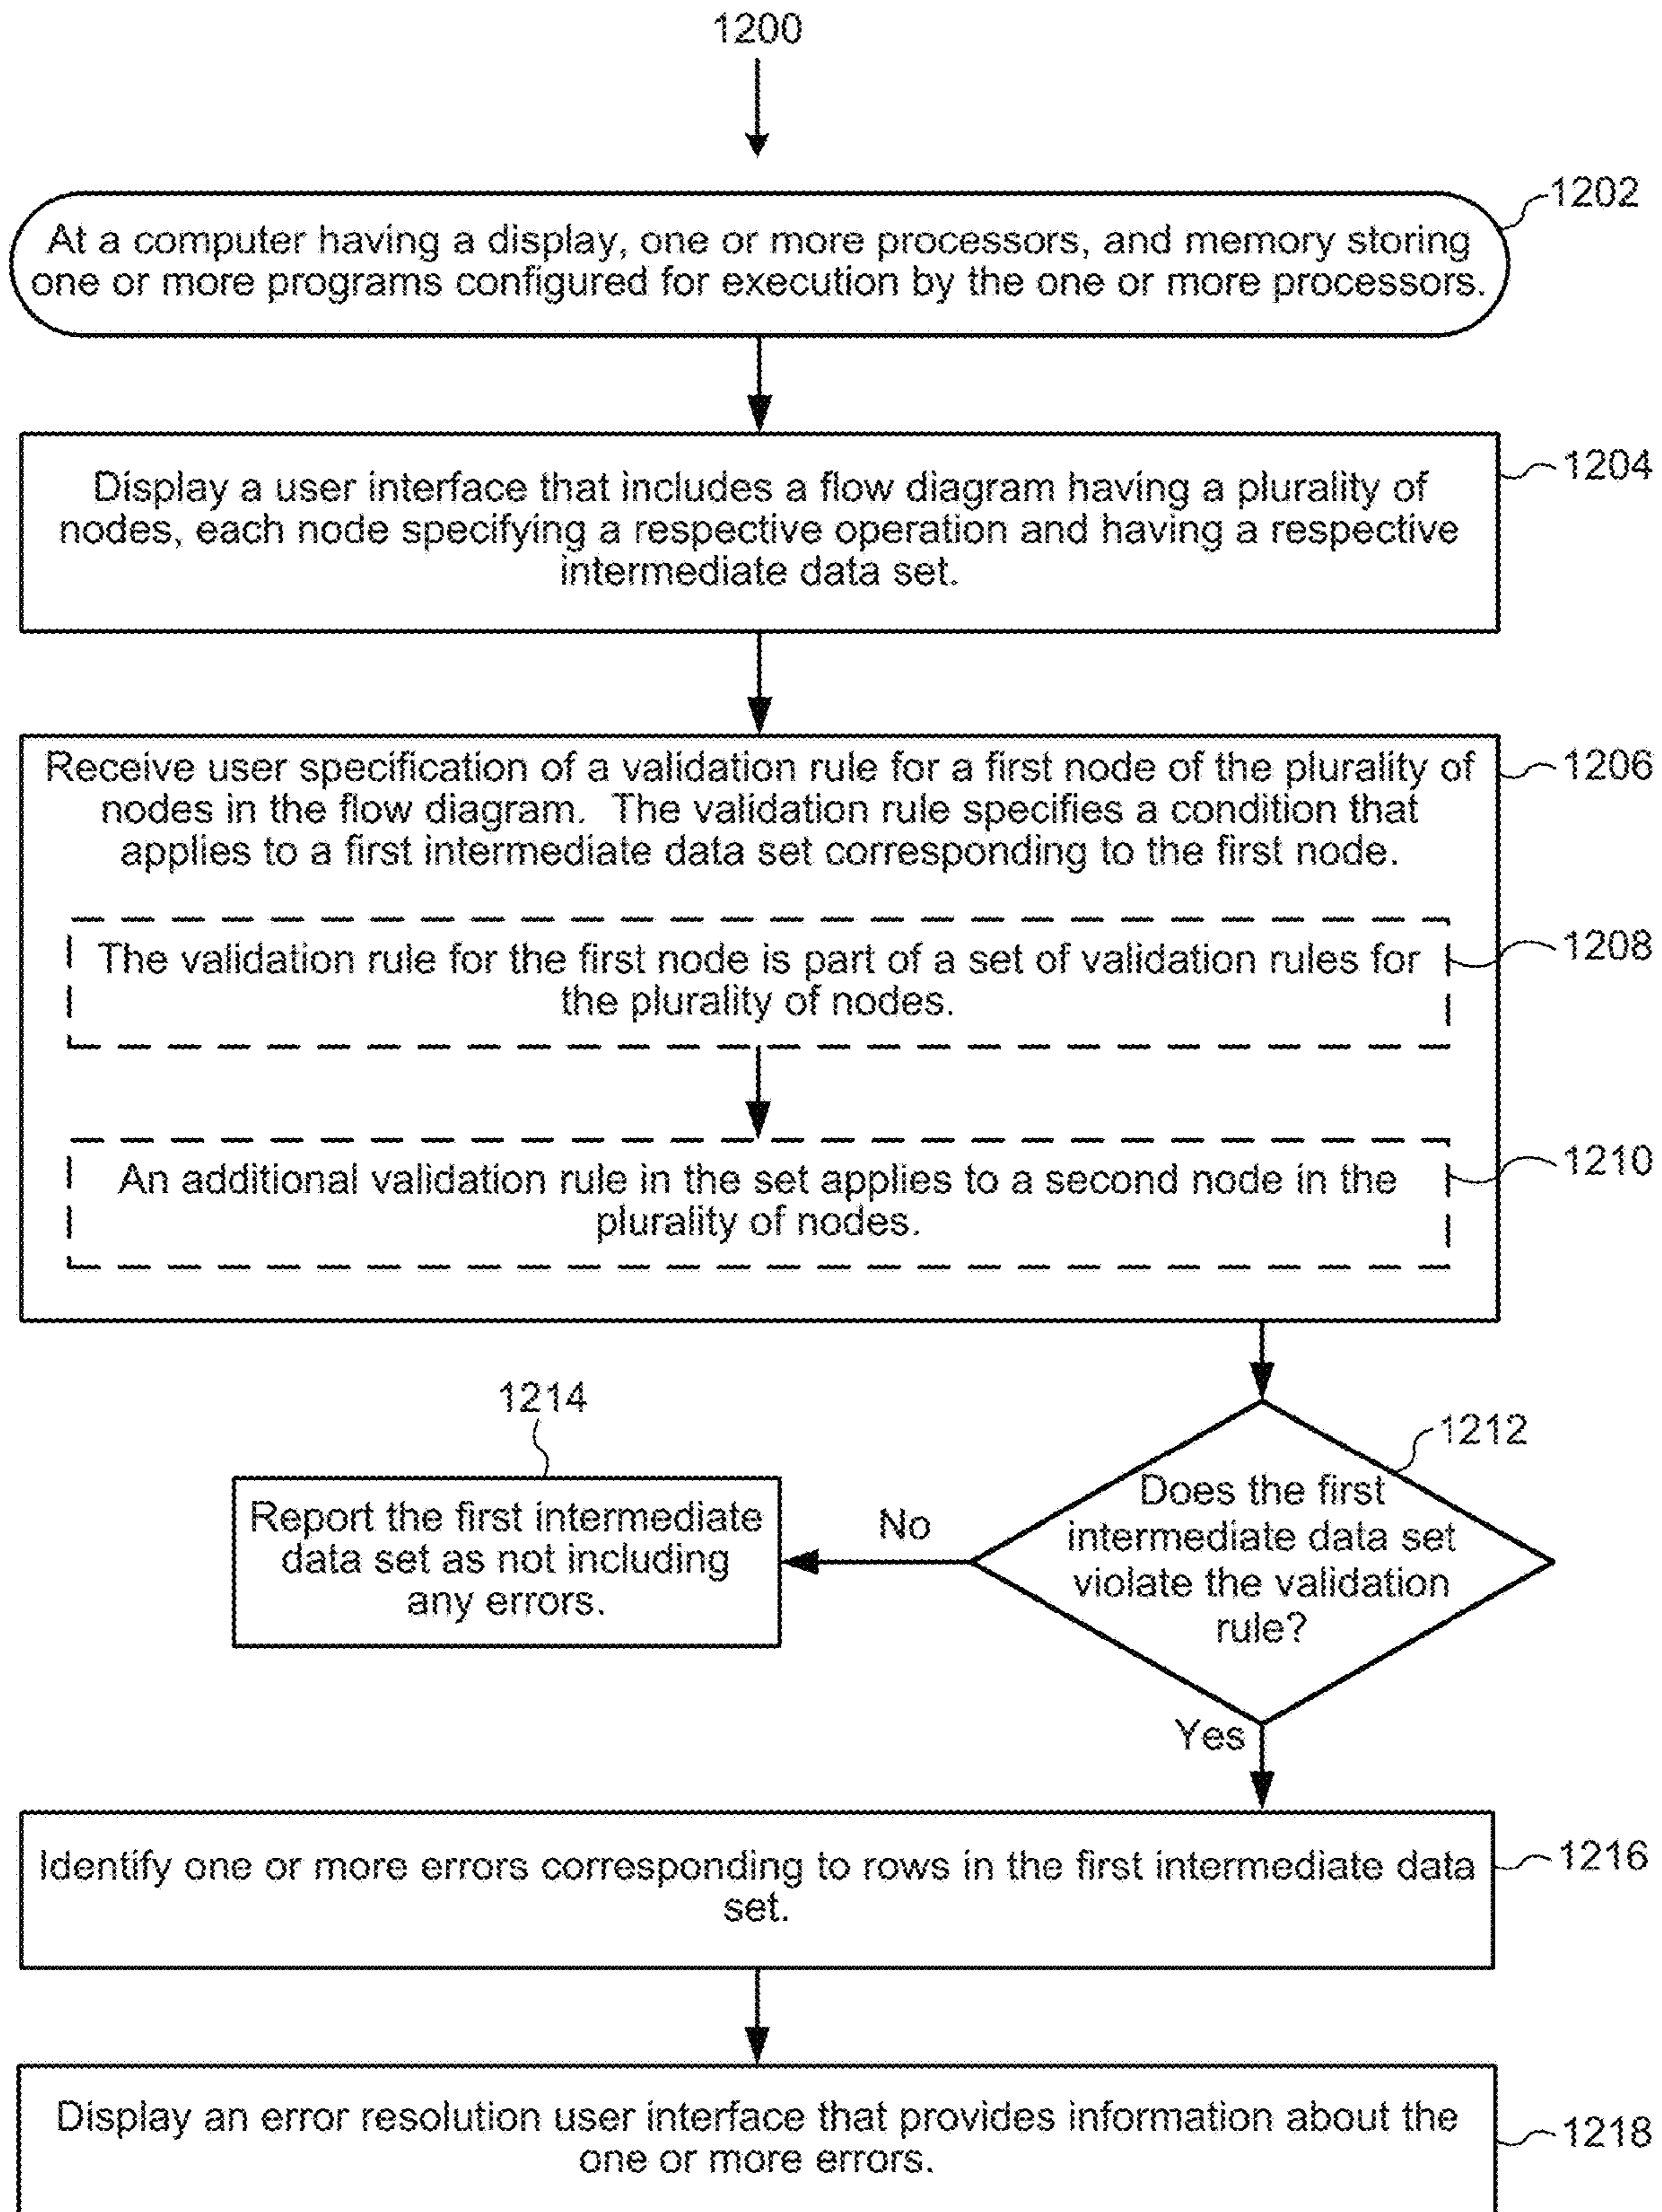 1200
1202
At a computer having a display, one or more processors, and memory storing
one or more programs configured for execution by the one or more processors.
1204
Display a user interface that includes a flow diagram having a plurality of
nodes, each node specifying a respective operation and having a respective
intermediate data set.
1206
Receive user specification of a validation rule for a first node of the plurality of
nodes in the flow diagram. The validation rule specifies a condition that
applies to a first intermediate data set corresponding to the first node.
1208
The validation rule for the first node is part of a set of validation rules for
the plurality of nodes.
1210
An additional validation rule in the set applies to a second node in the
plurality of nodes.
1212
Does the first
intermediate data set
violate the validation
rule?
No
1214
Report the first intermediate
data set as not including
any errors.
Yes
1216
Identify one or more errors corresponding to rows in the first intermediate data
set.
1218
Display an error resolution user interface that provides information about the
one or more errors.